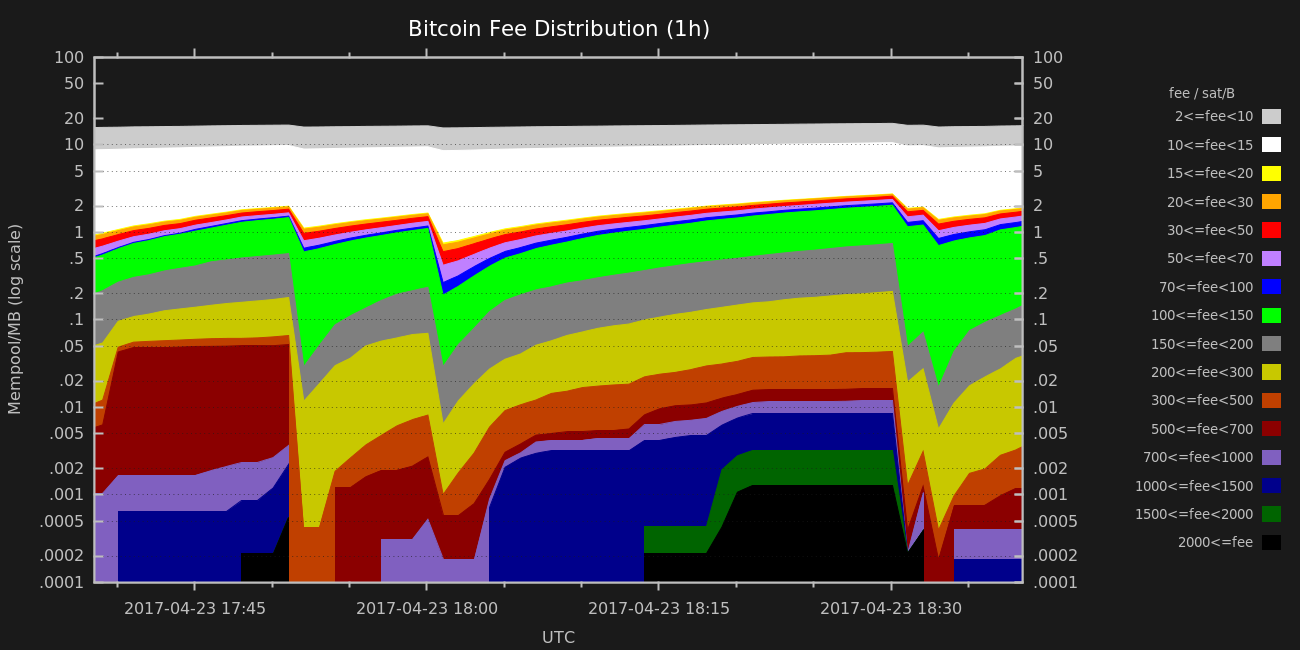 Bitcoin Fee Distribution (1h)
Mempool/MB (log scale)
100
50
20
10
5
2
1
.5
.2
.1
.05
.02
.01
.005
.002
.001
.0005
.0002
.0001
100
50
20
10
5
2
1
.5
.2
.1
.05
.02
.01
.005
.002
.001
.0005
.0002
.0001
2017-04-23 17:45 2017-04-23 18:00 2017-04-23 18:15 2017-04-23 18:30
UTC
fee / sat/B
2<=fee<10
10<=fee<15
15<=fee<20
20<=fee<30
30<=fee<50
50<=fee<70
70<=fee<100
100<=fee<150
150<=fee<200
200<=fee<300
300<=fee<500
500<=fee<700
700<=fee<1000
1000<=fee<1500
1500<=fee<2000
2000<=fee